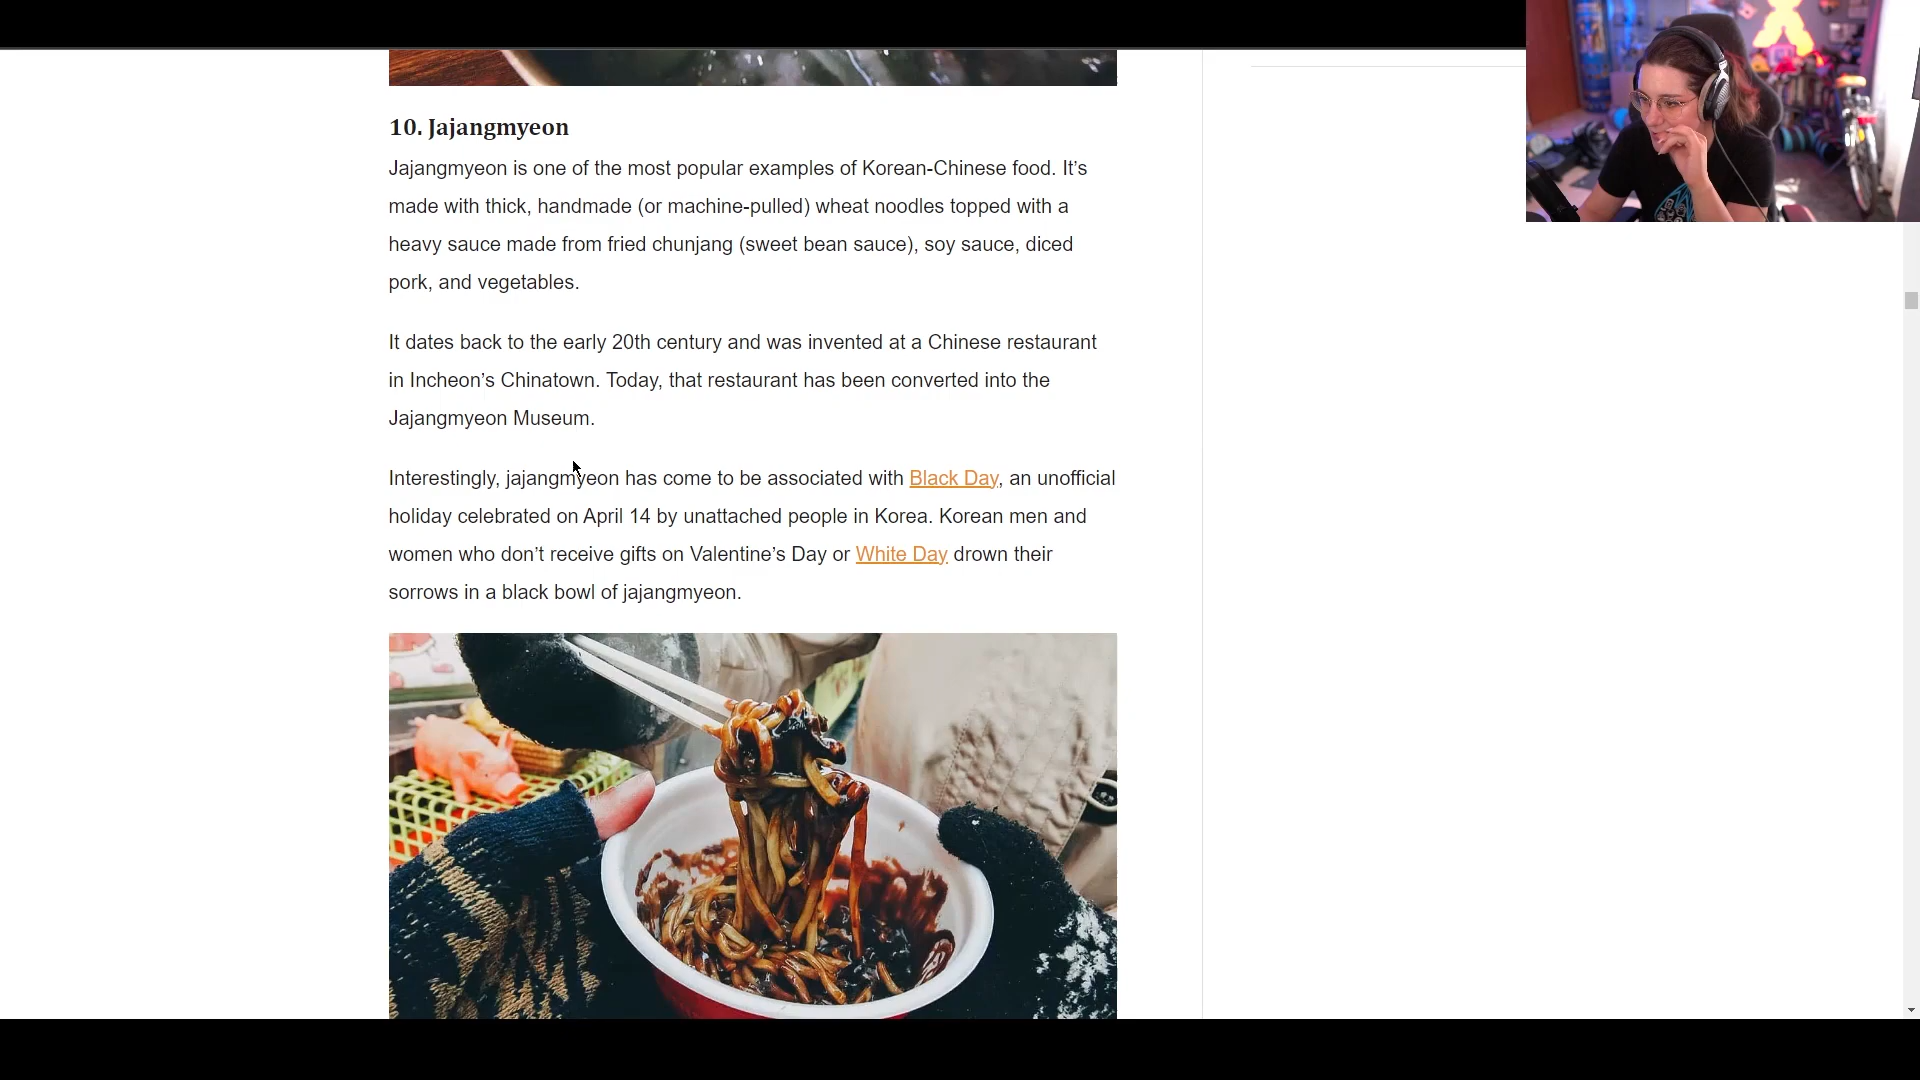 10. Jajangmyeon
Jajangmyeon is one of the most popular examples of Korean-Chinese food. It’s
made with thick, handmade (or machine-pulled) wheat noodles topped with a
heavy sauce made from fried chunjang (sweet bean sauce), soy sauce, diced
pork, and vegetables.
It dates back to the early 20th century and was invented at a Chinese restaurant
in Incheon’s Chinatown. Today, that restaurant has been converted into the
Jajangmyeon Museum.
Interestingly, jajangmyeon has come to be associated with Black Day, an unofficial
holiday celebrated on April 14 by unattached people in Korea. Korean men and
women who don’t receive gifts on Valentine’s Day or White Day drown their
sorrows in a black bowl of jajangmyeon.